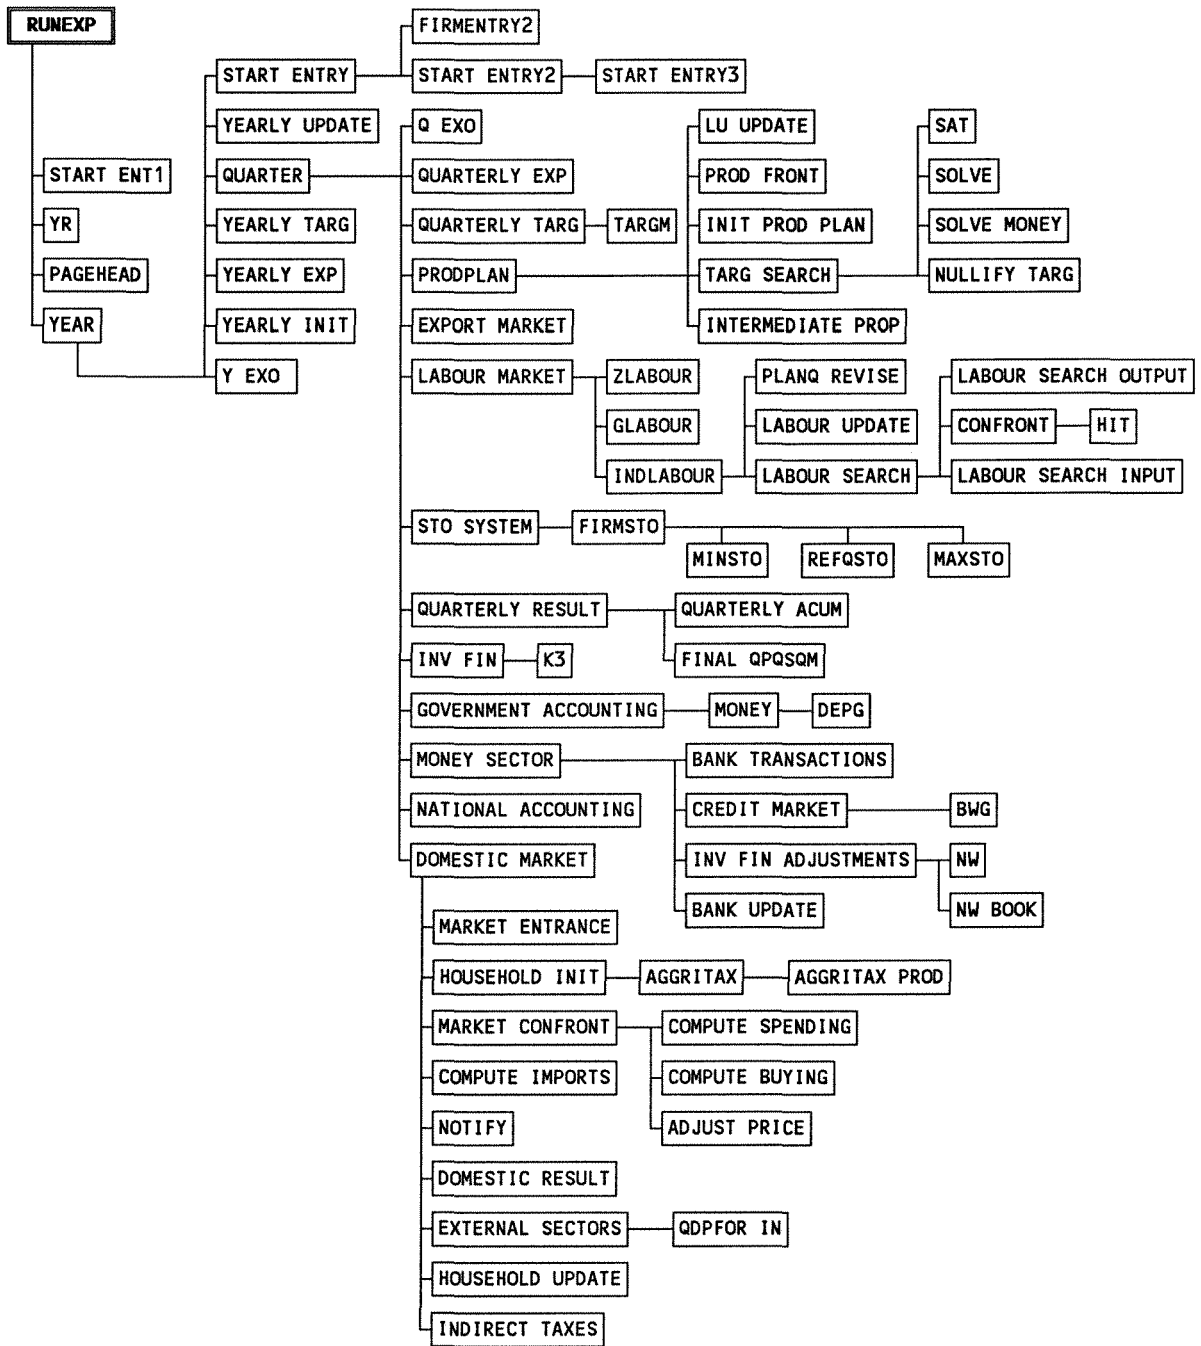 RUNEXP
FIRMENTRY2
START ENTRY
START ENTRY2
START ENTRY3
YEARLY UPDATE
Q EXO
LU UPDATE
SAT
START ENT1
QUARTER
QUARTERLY EXP
PROD FRONT
SOLVE
YR
YEARLY TARG
QUARTERLY TARG
TARGM
INIT PROD PLAN
SOLVE MONEY
PAGEHEAD
YEARLY EXP
PRODPLAN
TARG SEARCH
NULLIFY TARG
YEAR
YEARLY INIT
EXPORT MARKET
INTERMEDIATE PROP
Y EXO
LABOUR MARKET
ZLABOUR
PLANQ REVISE
LABOUR SEARCH OUTPUT
GLABOUR
LABOUR UPDATE
CONFRONT
HIT
INDLABOUR
LABOUR SEARCH
LABOUR SEARCH INPUT
STO SYSTEM
FIRMSTO
MINSTO
REFQSTO
MAXSTO
QUARTERLY RESULT
QUARTERLY ACUM
FINAL QPQSQM
INV FIN
K3
GOVERNMENT ACCOUNTING
MONEY
DEPG
MONEY SECTOR
BANK TRANSACTIONS
NATIONAL ACCOUNTING
CREDIT MARKET
BWG
DOMESTIC MARKET
INV FIN ADJUSTMENTS
NW
BANK UPDATE
NW BOOK
MARKET ENTRANCE
HOUSEHOLD INIT
AGGRITAX
AGGRITAX PROD
MARKET CONFRONT
COMPUTE SPENDING
COMPUTE IMPORTS
COMPUTE BUYING
NOTIFY
ADJUST PRICE
DOMESTIC RESULT
EXTERNAL SECTORS
QDPFOR IN
HOUSEHOLD UPDATE
INDIRECT TAXES